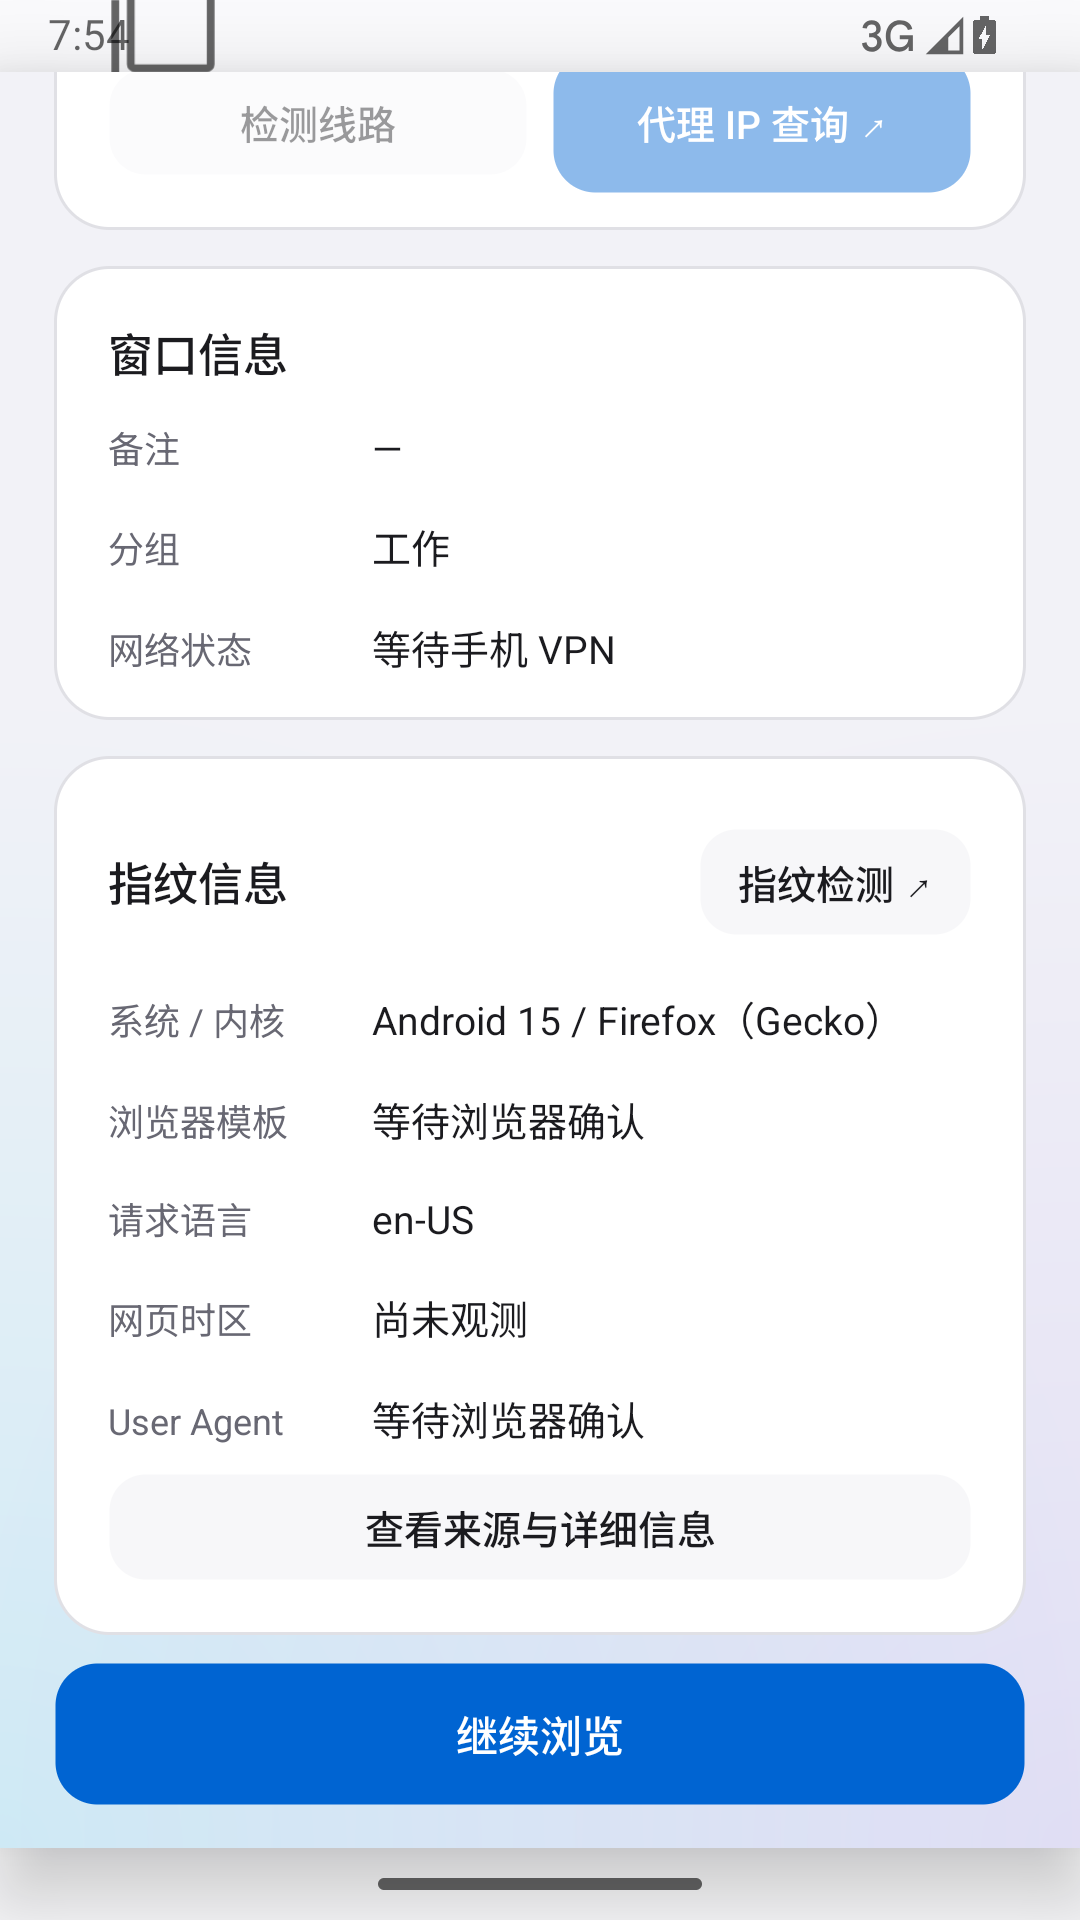 7:54
3G
检测线路
代理 IP 查询 ↗
窗口信息
备注 —
分组 工作
网络状态 等待手机 VPN
指纹信息
指纹检测 ↗
系统 / 内核 Android 15 / Firefox（Gecko）
浏览器模板 等待浏览器确认
请求语言 en-US
网页时区 尚未观测
User Agent 等待浏览器确认
查看来源与详细信息
继续浏览